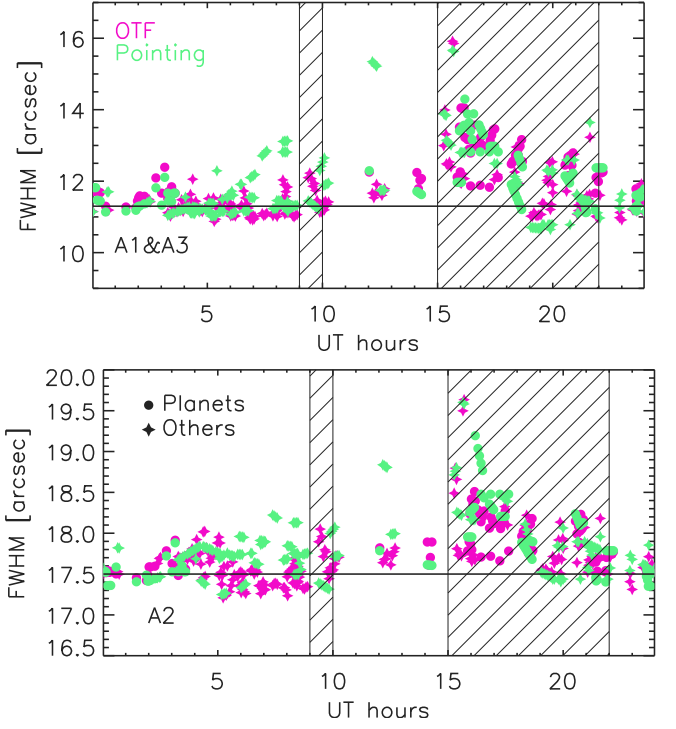 16
OTF
Pointing
14
12
10
FWHM [arcsec]
A1&A3
5 10 15 20
UT hours
20.0
19.5
19.0
18.5
18.0
17.5
17.0
16.5
FWHM [arcsec]
Planets
Others
A2
5 10 15 20
UT hours